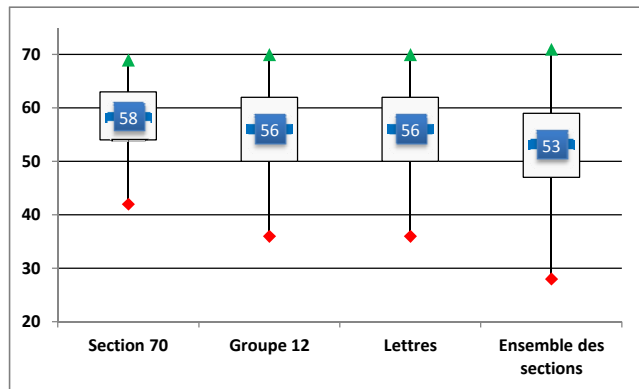 70
60
50
40
30
20
58
56
56
53
Section 70
Groupe 12
Lettres
Ensemble des
sections